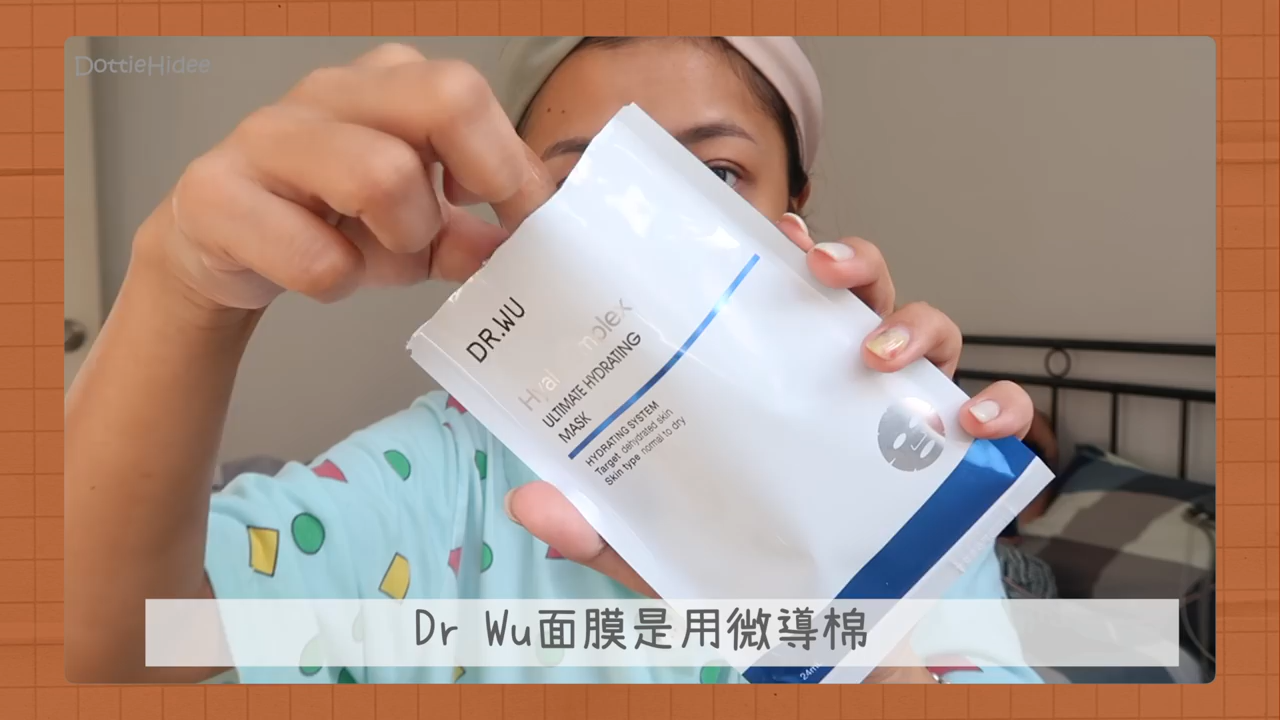 DottieHidee
DR.WU
ULTIMATE HYDRATING
MASK
HYDRATING SYSTEM
Target dehydrated skin
Skin type normal to dry
Dr Wu面膜是用微導棉